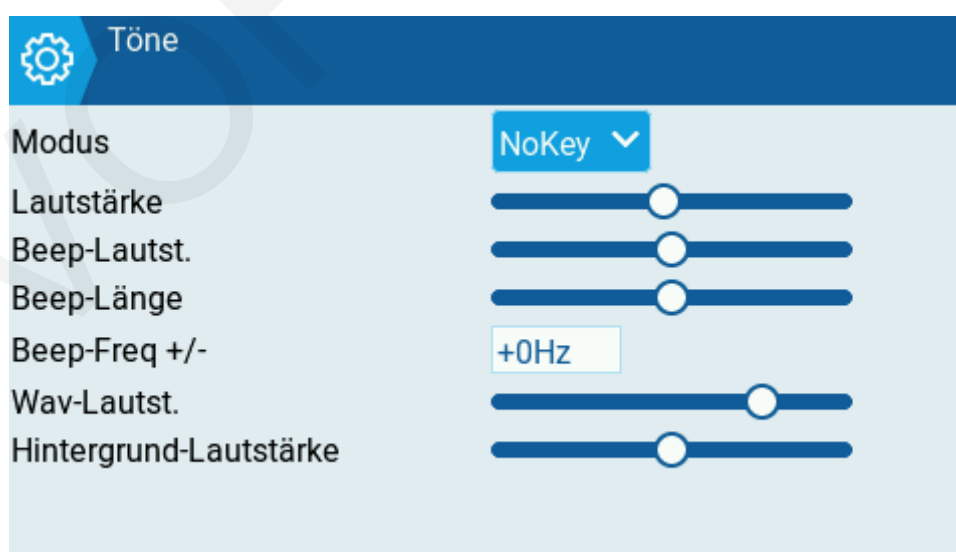 Töne
Modus NoKey
Lautstärke
Beep-Lautst.
Beep-Länge
Beep-Freq +/- +0Hz
Wav-Lautst.
Hintergrund-Lautstärke